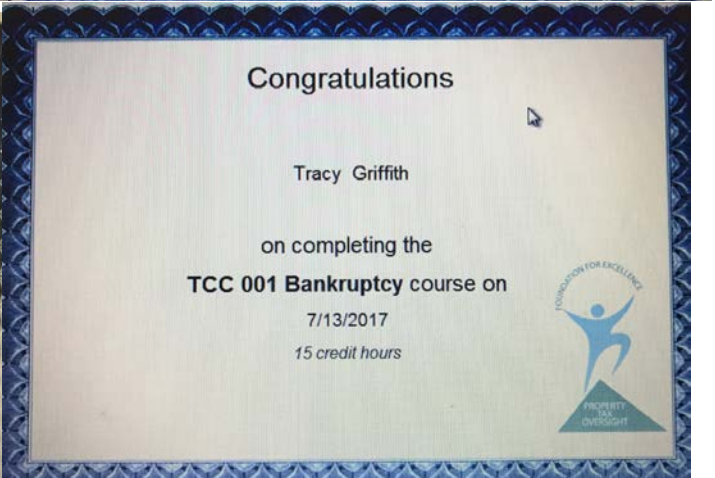 Congratulations
Tracy Griffith
on completing the
TCC 001 Bankruptcy course on
7/13/2017
15 credit hours
FOUNDATION FOR EXCELLENCE
PROPERTY
TAX
OVERSIGHT